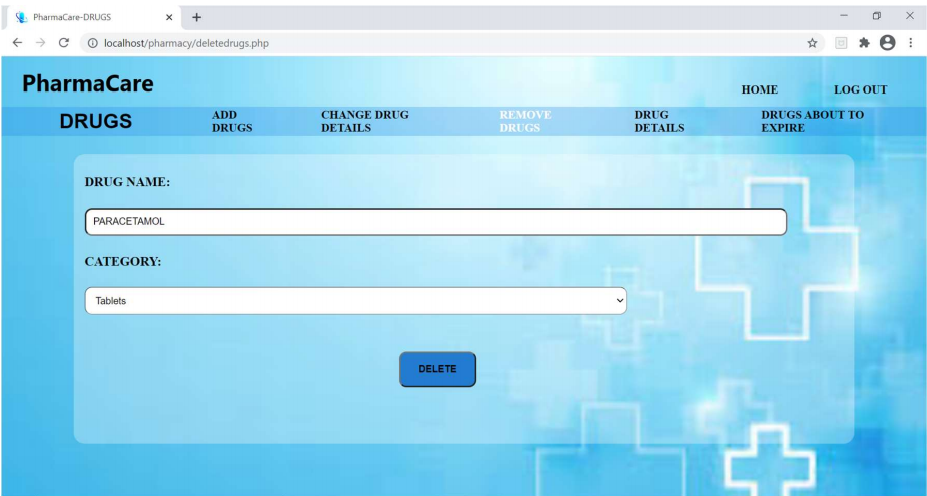 PharmaCare-DRUGS
localhost/pharmacy/deletedrugs.php
PharmaCare
HOME LOG OUT
DRUGS
ADD
DRUGS
CHANGE DRUG
DETAILS
REMOVE
DRUGS
DRUG
DETAILS
DRUGS ABOUT TO
EXPIRE
DRUG NAME:
PARACETAMOL
CATEGORY:
Tablets
DELETE